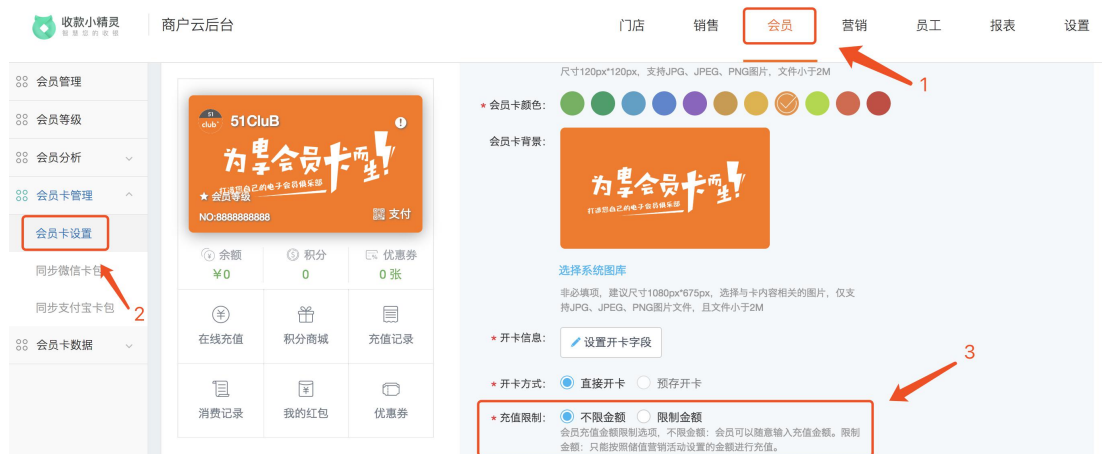 收款小精灵
智慧您的收银
商户云后台
门店
销售
会员
营销
员工
报表
设置
1
会员管理
会员等级
会员分析
会员卡管理
会员卡设置
同步微信卡包
同步支付宝卡包
2
会员卡数据
51
club
51CluB
为专会员卡而生!
打造您自己的电子会员俱乐部
★ 会员等级
NO:8888888888
支付
余额
积分
优惠券
¥0
0
0 张
在线充值
积分商城
充值记录
消费记录
我的红包
优惠券
尺寸120px*120px，支持JPG、JPEG、PNG图片，文件小于2M
* 会员卡颜色:
会员卡背景:
为专会员卡而生!
打造您自己的电子会员俱乐部
选择系统图库
非必填项，建议尺寸1080px*675px，选择与卡内容相关的图片，仅支
持JPG、JPEG、PNG图片文件，且文件小于2M
* 开卡信息:
设置开卡字段
3
* 开卡方式:
直接开卡
预存开卡
* 充值限制:
不限金额
限制金额
会员充值金额限制选项，不限金额：会员可以随意输入充值金额。限制
金额：只能按照储值营销活动设置的金额进行充值。